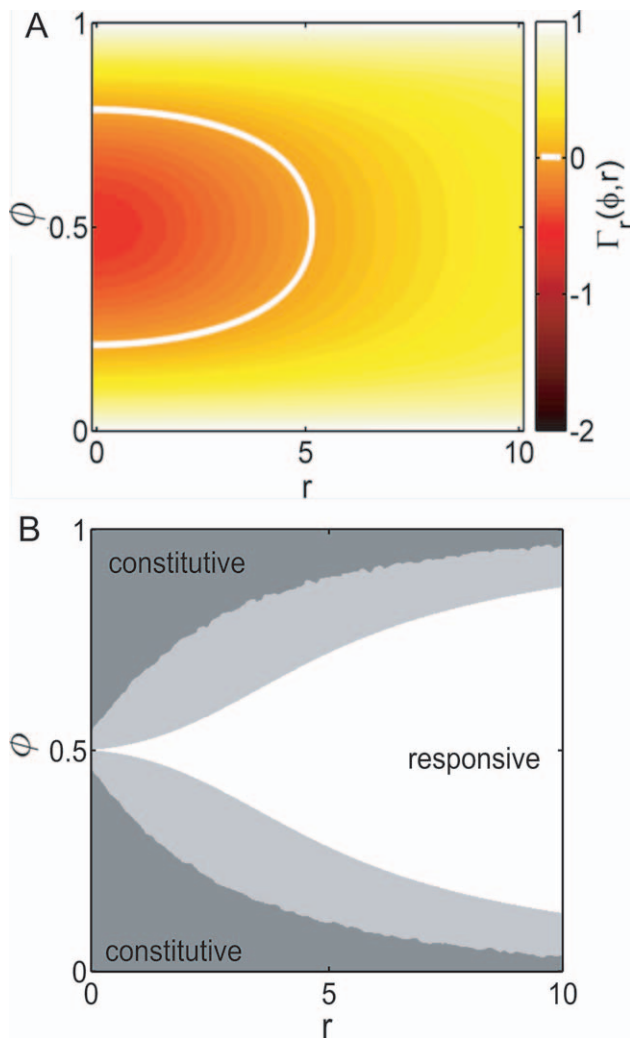 A
1
ϕ
0.5
0
0
5
10
r
1
0
-1
-2
Γr(ϕ,r)
B
1
constitutive
ϕ
0.5
responsive
constitutive
0
0
5
10
r